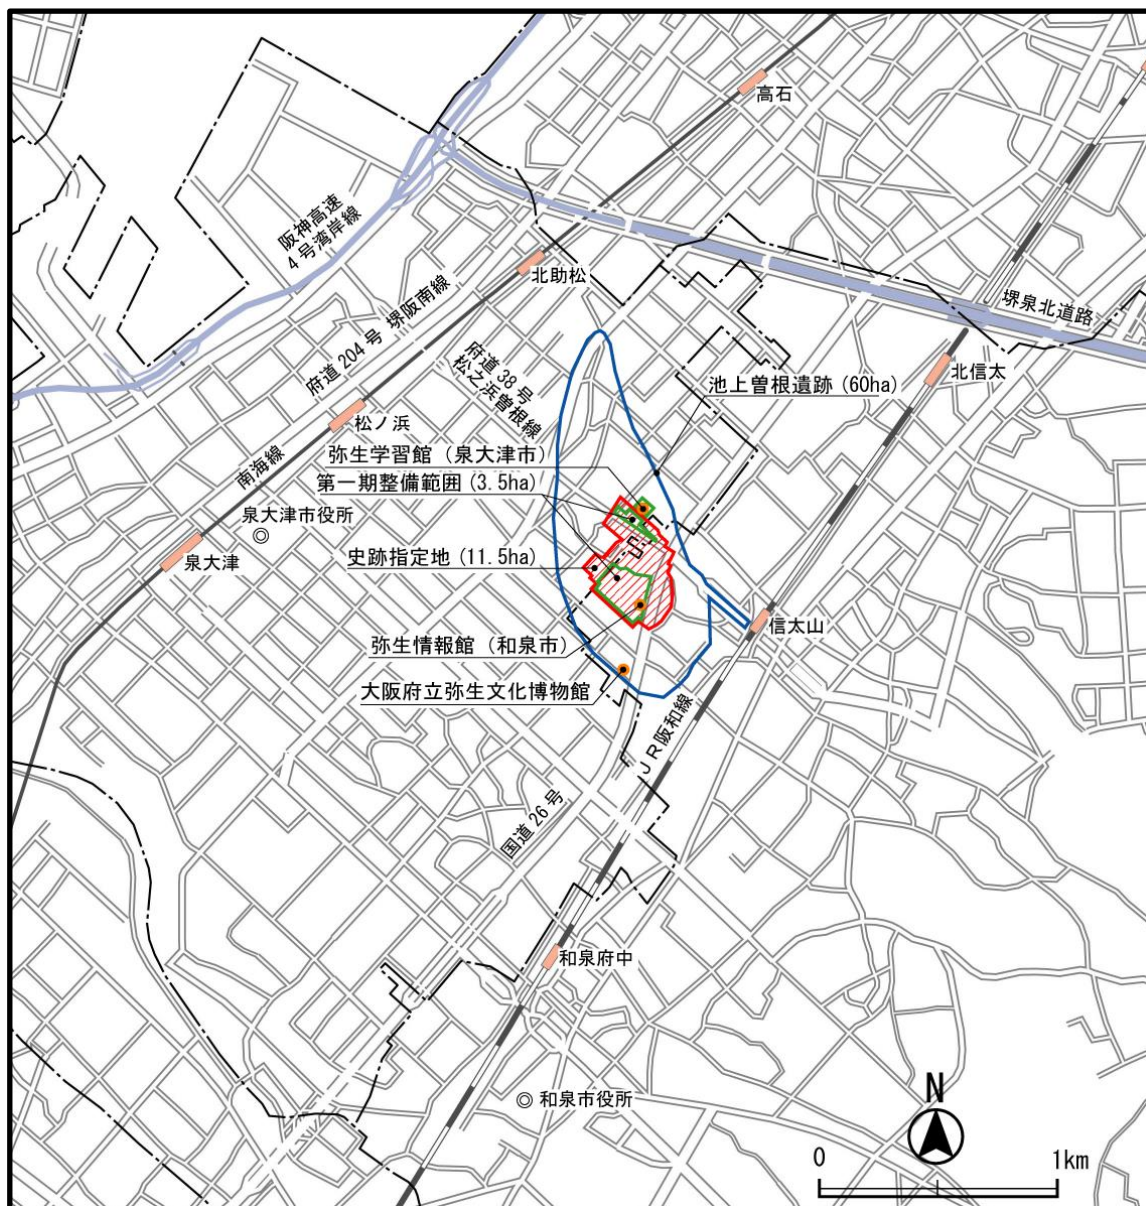 高石
阪神高速
4号湾岸線
北助松
堺泉北道路
府道204号 堺阪南線
府道38号
松之浜曽根線
北信太
池上曽根遺跡（60ha）
松ノ浜
弥生学習館（泉大津市）
南海線
第一期整備範囲（3.5ha）
泉大津市役所
泉大津
史跡指定地（11.5ha）
信太山
弥生情報館（和泉市）
大阪府立弥生文化博物館
ＪＲ阪和線
国道26号
和泉府中
和泉市役所
N
0 1km